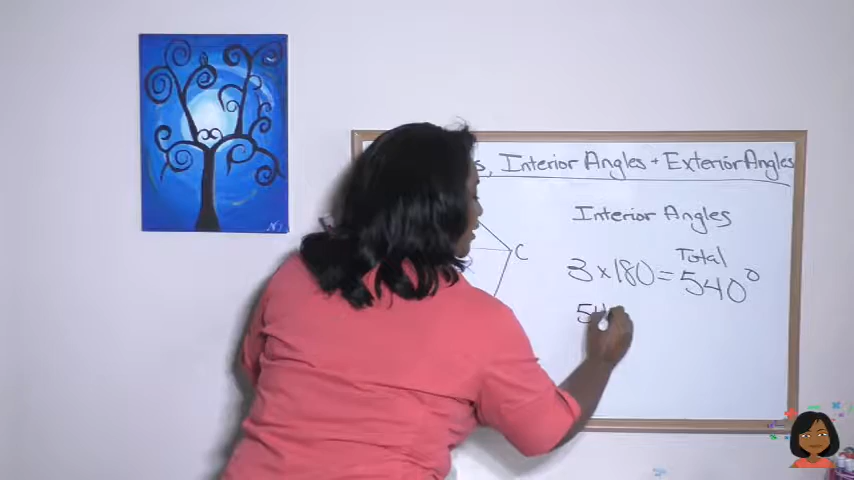 s, Interior Angles + Exterior Angles
Interior Angles
Total
3 x 180 = 540°
C
54